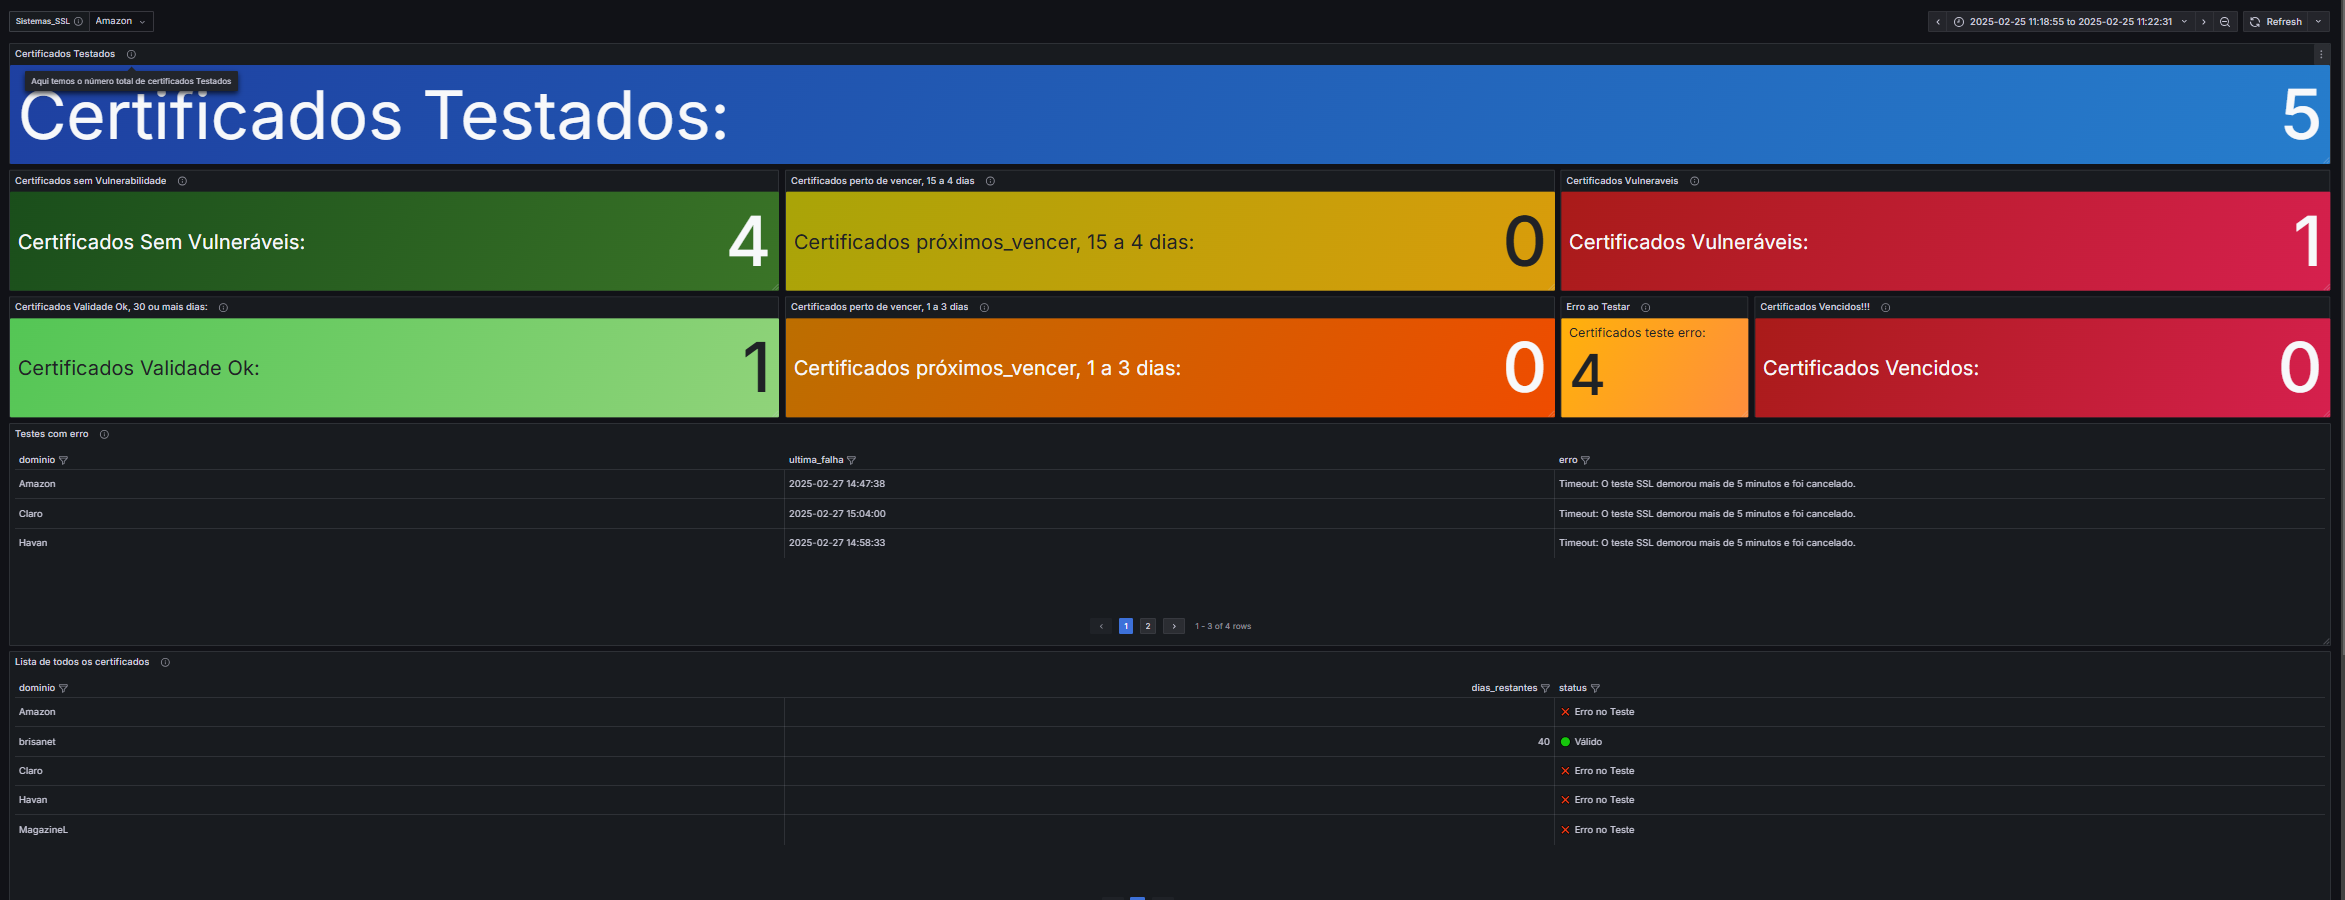 Sistemas_SSL Amazon 2025-02-25 11:18:55 to 2025-02-25 11:22:31 Refresh
Certificados Testados
Aqui temos o número total de certificados Testados
Certificados Testados: 5
Certificados sem Vulnerabilidade
Certificados Sem Vulneráveis: 4
Certificados perto de vencer, 15 a 4 dias
Certificados próximos_vencer, 15 a 4 dias: 0
Certificados Vulneraveis
Certificados Vulneráveis: 1
Certificados Validade Ok, 30 ou mais dias:
Certificados Validade Ok: 1
Certificados perto de vencer, 1 a 3 dias
Certificados próximos_vencer, 1 a 3 dias: 0
Erro ao Testar
Certificados teste erro:
4
Certificados Vencidos!!!
Certificados Vencidos: 0
Testes com erro
dominio ultima_falha erro
Amazon 2025-02-27 14:47:38 Timeout: O teste SSL demorou mais de 5 minutos e foi cancelado.
Claro 2025-02-27 15:04:00 Timeout: O teste SSL demorou mais de 5 minutos e foi cancelado.
Havan 2025-02-27 14:58:33 Timeout: O teste SSL demorou mais de 5 minutos e foi cancelado.
1 2 1 - 3 of 4 rows
Lista de todos os certificados
dominio dias_restantes status
Amazon Erro no Teste
brisanet 40 Válido
Claro Erro no Teste
Havan Erro no Teste
MagazineL Erro no Teste